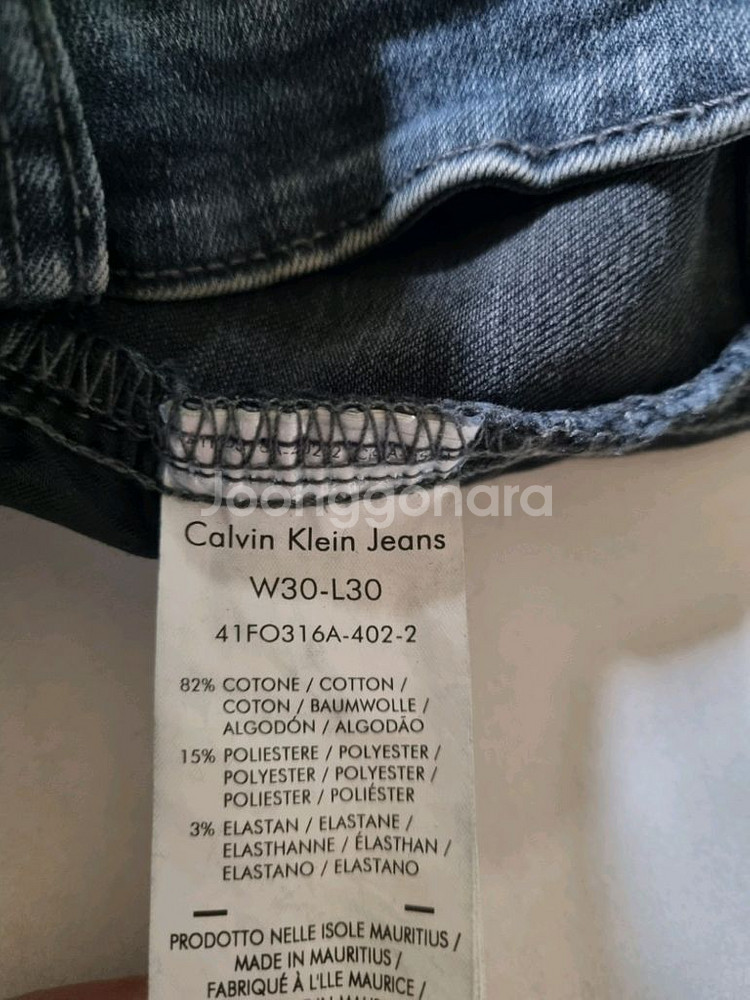 Joonggonara
Calvin Klein Jeans
W30-L30
41FO316A-402-2
82% COTONE / COTTON /
COTON / BAUMWOLLE /
ALGODÓN / ALGODÃO
15% POLIESTERE / POLYESTER /
POLYESTER / POLYESTER /
POLIESTER / POLIÉSTER
3% ELASTAN / ELASTANE /
ELASTHANNE / ÉLASTHAN /
ELASTANO / ELASTANO
PRODOTTO NELLE ISOLE MAURITIUS /
MADE IN MAURITIUS /
FABRIQUÉ À L'LLE MAURICE /